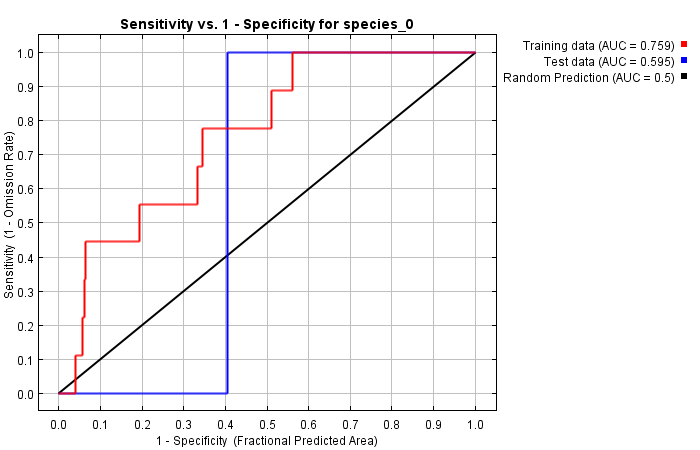 Sensitivity vs. 1 - Specificity for species_0
Training data (AUC = 0.759)
Test data (AUC = 0.595)
Random Prediction (AUC = 0.5)
Sensitivity (1 - Omission Rate)
1.0
0.9
0.8
0.7
0.6
0.5
0.4
0.3
0.2
0.1
0.0
0.0 0.1 0.2 0.3 0.4 0.5 0.6 0.7 0.8 0.9 1.0
1 - Specificity (Fractional Predicted Area)